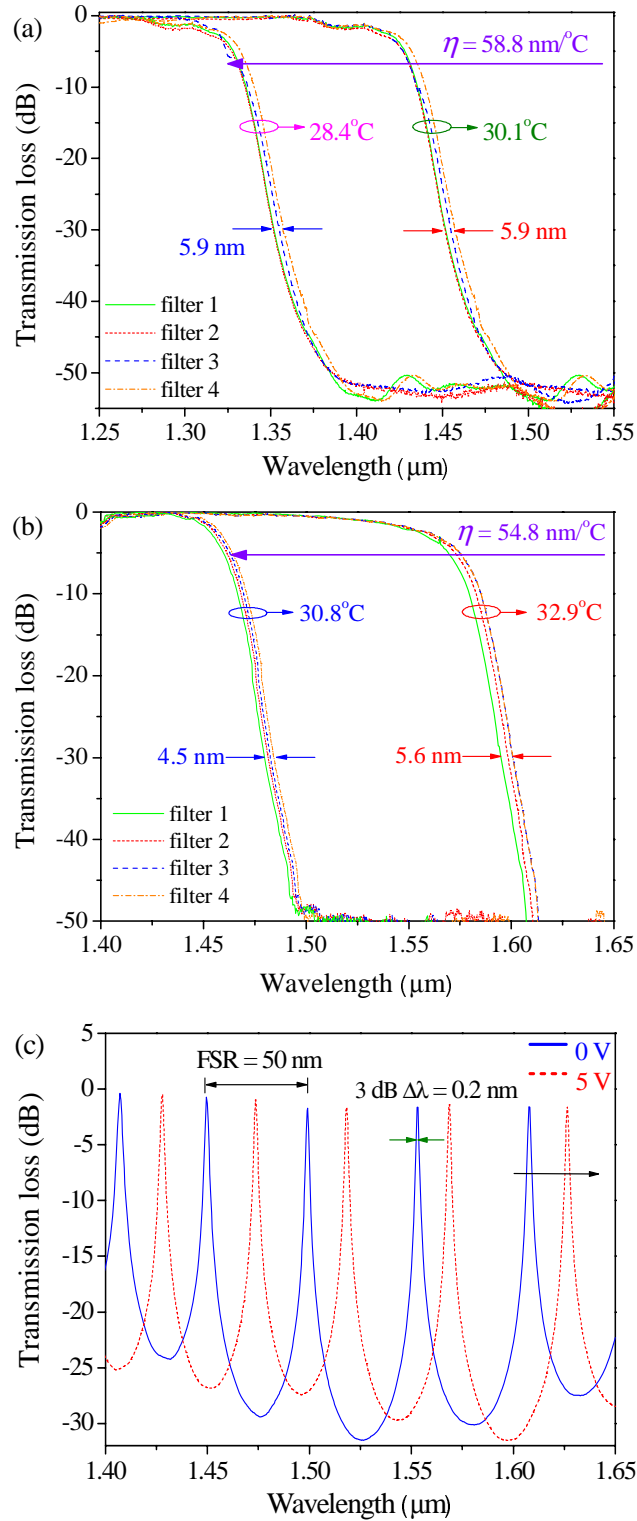 (a)
η = 58.8 nm/°C
28.4°C
30.1°C
5.9 nm
5.9 nm
filter 1
filter 2
filter 3
filter 4
0
-10
-20
-30
-40
-50
Transmission loss (dB)
1.25 1.30 1.35 1.40 1.45 1.50 1.55
Wavelength (μm)
(b)
η = 54.8 nm/°C
30.8°C
32.9°C
4.5 nm
5.6 nm
filter 1
filter 2
filter 3
filter 4
0
-10
-20
-30
-40
-50
Transmission loss (dB)
1.40 1.45 1.50 1.55 1.60 1.65
Wavelength (μm)
(c)
FSR = 50 nm
0 V
5 V
3 dB Δλ = 0.2 nm
5
0
-5
-10
-15
-20
-25
-30
Transmission loss (dB)
1.40 1.45 1.50 1.55 1.60 1.65
Wavelength (μm)